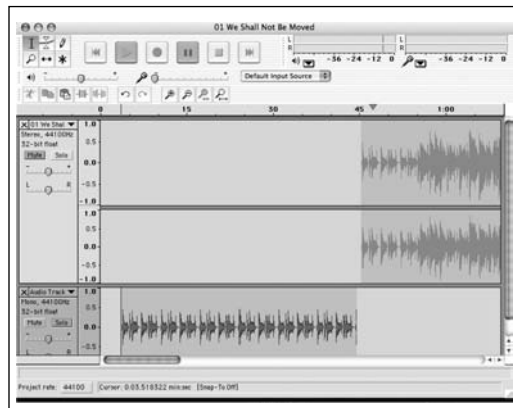 01 We Shall Not Be Moved
L
R
-36 -24 -12 0
L
R
-36 -24 -12 0
Default Input Source
0 15 30 45 1:00
X 01 We Shal
Stereo, 44100Hz
32-bit float
Mute Solo
- +
L R
1.0
0.5
0.0
-0.5
-1.0
1.0
0.5
0.0
-0.5
-1.0
X Audio Track
Mono, 44100Hz
32-bit float
Mute Solo
- +
L R
1.0
0.5
0.0
-0.5
Project rate: 44100 Cursor: 0:03.518322 min:sec [Snap-To Off]